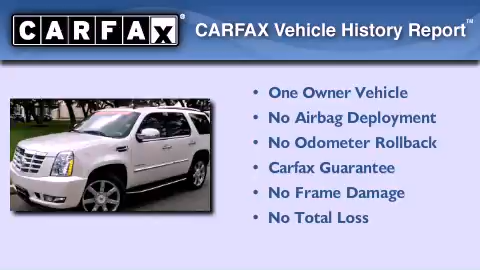 CARFAX®
CARFAX Vehicle History Report™
• One Owner Vehicle
• No Airbag Deployment
• No Odometer Rollback
• Carfax Guarantee
• No Frame Damage
• No Total Loss